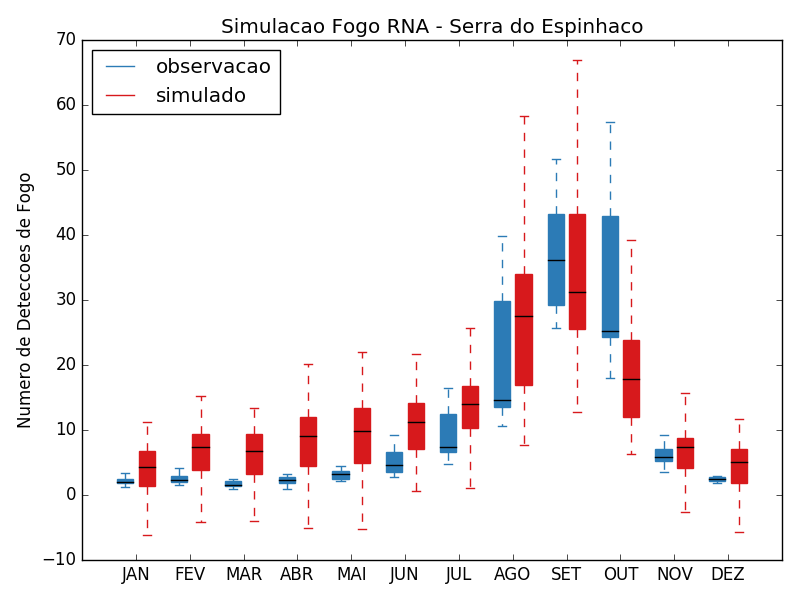 Simulacao Fogo RNA - Serra do Espinhaco
observacao
simulado
Numero de Deteccoes de Fogo
70
60
50
40
30
20
10
0
−10
JAN FEV MAR ABR MAI JUN JUL AGO SET OUT NOV DEZ